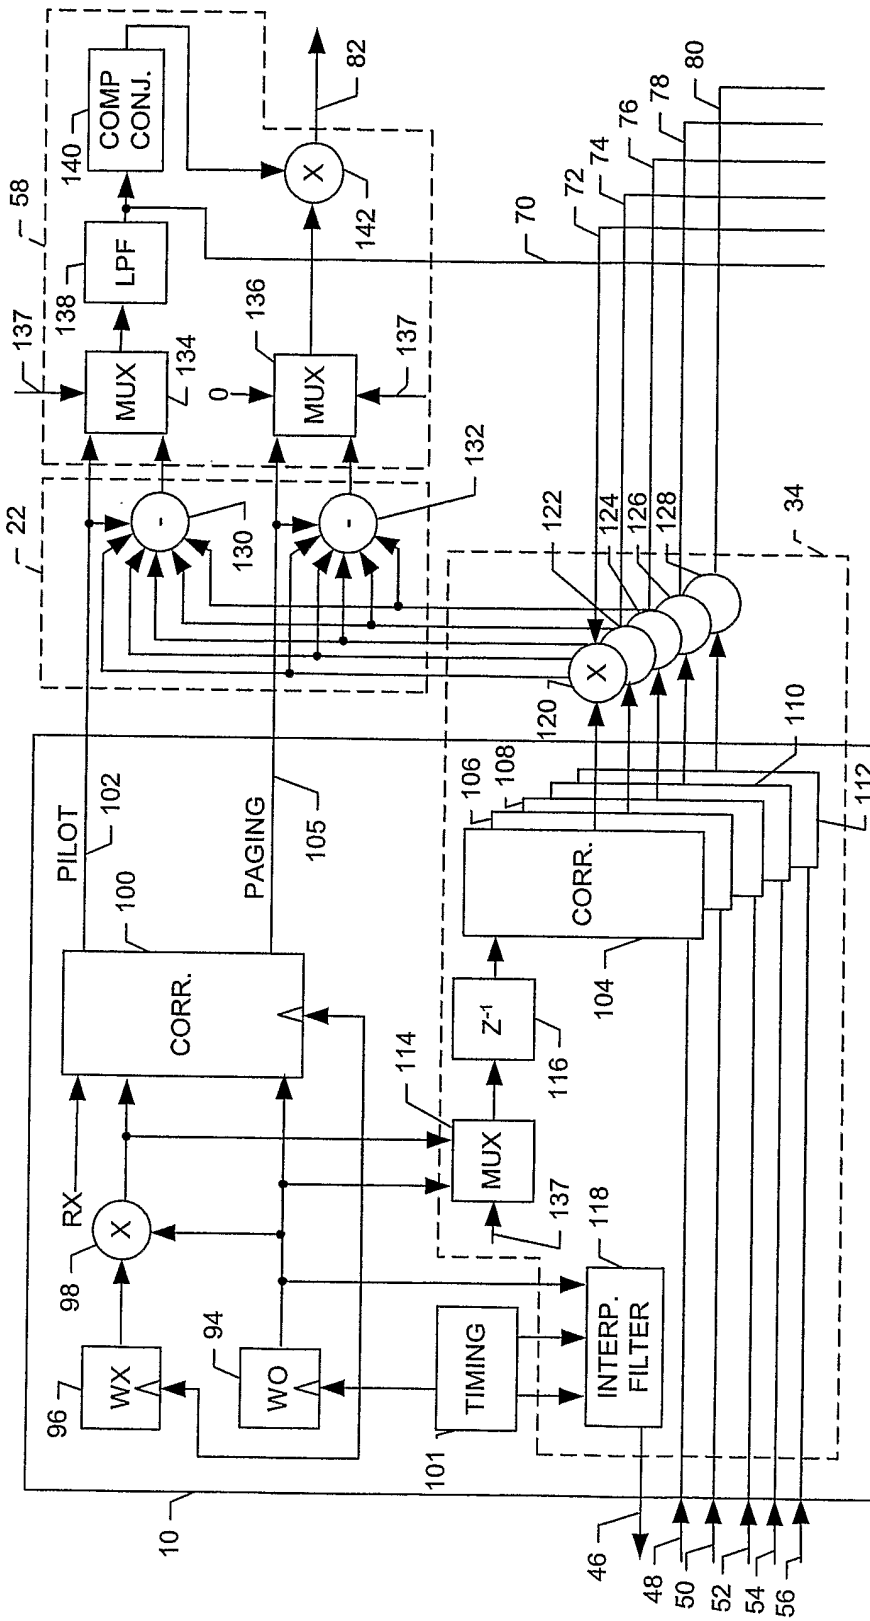 58
140
COMP
CONJ.
82
137
138
LPF
MUX
134
142
136
0
MUX
137
22
130
132
X
-
-
70
72
74
76
78
80
PILOT
102
PAGING
105
100
CORR.
RX
98
X
96
WX
94
WO
101
TIMING
114
MUX
137
116
Z-1
118
INTERP.
FILTER
CORR.
104
106
108
110
112
X
120
122
124
126
128
34
10
46
48
50
52
54
56